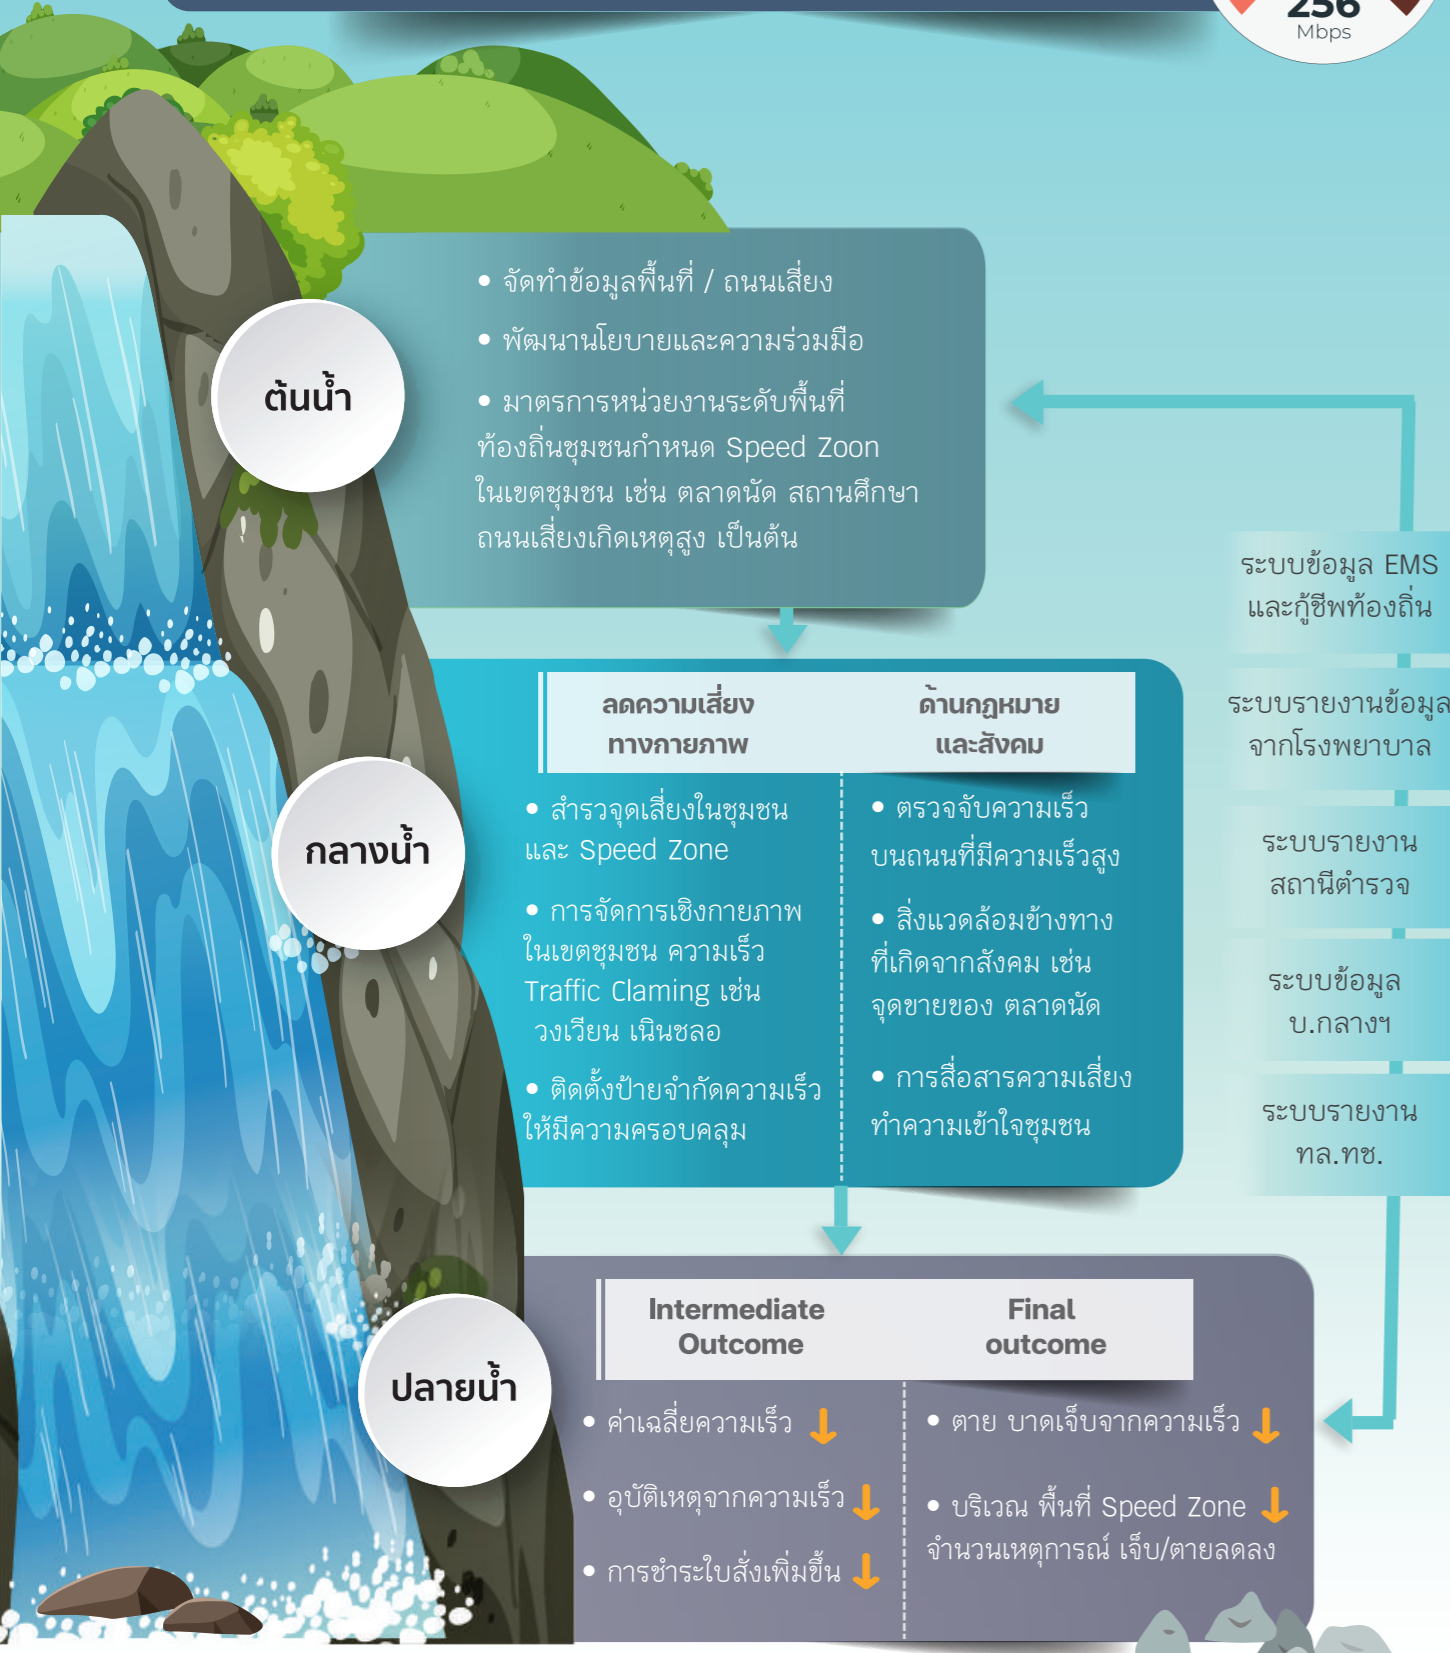 256
Mbps
ต้นน้ำ
• จัดทำข้อมูลพื้นที่ / ถนนเสี่ยง
• พัฒนานโยบายและความร่วมมือ
• มาตรการหน่วยงานระดับพื้นที่
ท้องถิ่นชุมชนกำหนด Speed Zoon
ในเขตชุมชน เช่น ตลาดนัด สถานศึกษา
ถนนเสี่ยงเกิดเหตุสูง เป็นต้น
กลางน้ำ
ลดความเสี่ยง
ทางกายภาพ
• สำรวจุดเสี่ยงในชุมชน
และ Speed Zone
• การจัดการเชิงกายภาพ
ในเขตชุมชน ความเร็ว
Traffic Claming เช่น
วงเวียน เนินชลอ
• ติดตั้งป้ายจำกัดความเร็ว
ให้มีความครอบคลุม
ด้านกฎหมาย
และสังคม
• ตรวจจับความเร็ว
บนถนนที่มีความเร็วสูง
• สิ่งแวดล้อมข้างทาง
ที่เกิดจากสังคม เช่น
จุดขายของ ตลาดนัด
• การสื่อสารความเสี่ยง
ทำความเข้าใจชุมชน
ปลายน้ำ
Intermediate
Outcome
• ค่าเฉลี่ยความเร็ว ↓
• อุบัติเหตุจากความเร็ว ↓
• การชำระใบสั่งเพิ่มขึ้น ↓
Final
outcome
• ตาย บาดเจ็บจากความเร็ว ↓
• บริเวณ พื้นที่ Speed Zone ↓
จำนวนเหตุการณ์ เจ็บ/ตายลดลง
ระบบข้อมูล EMS
และกู้ชีพท้องถิ่น
ระบบรายงานข้อมูล
จากโรงพยาบาล
ระบบรายงาน
สถานีตำรวจ
ระบบข้อมูล
บ.กลางฯ
ระบบรายงาน
ทล.ทช.